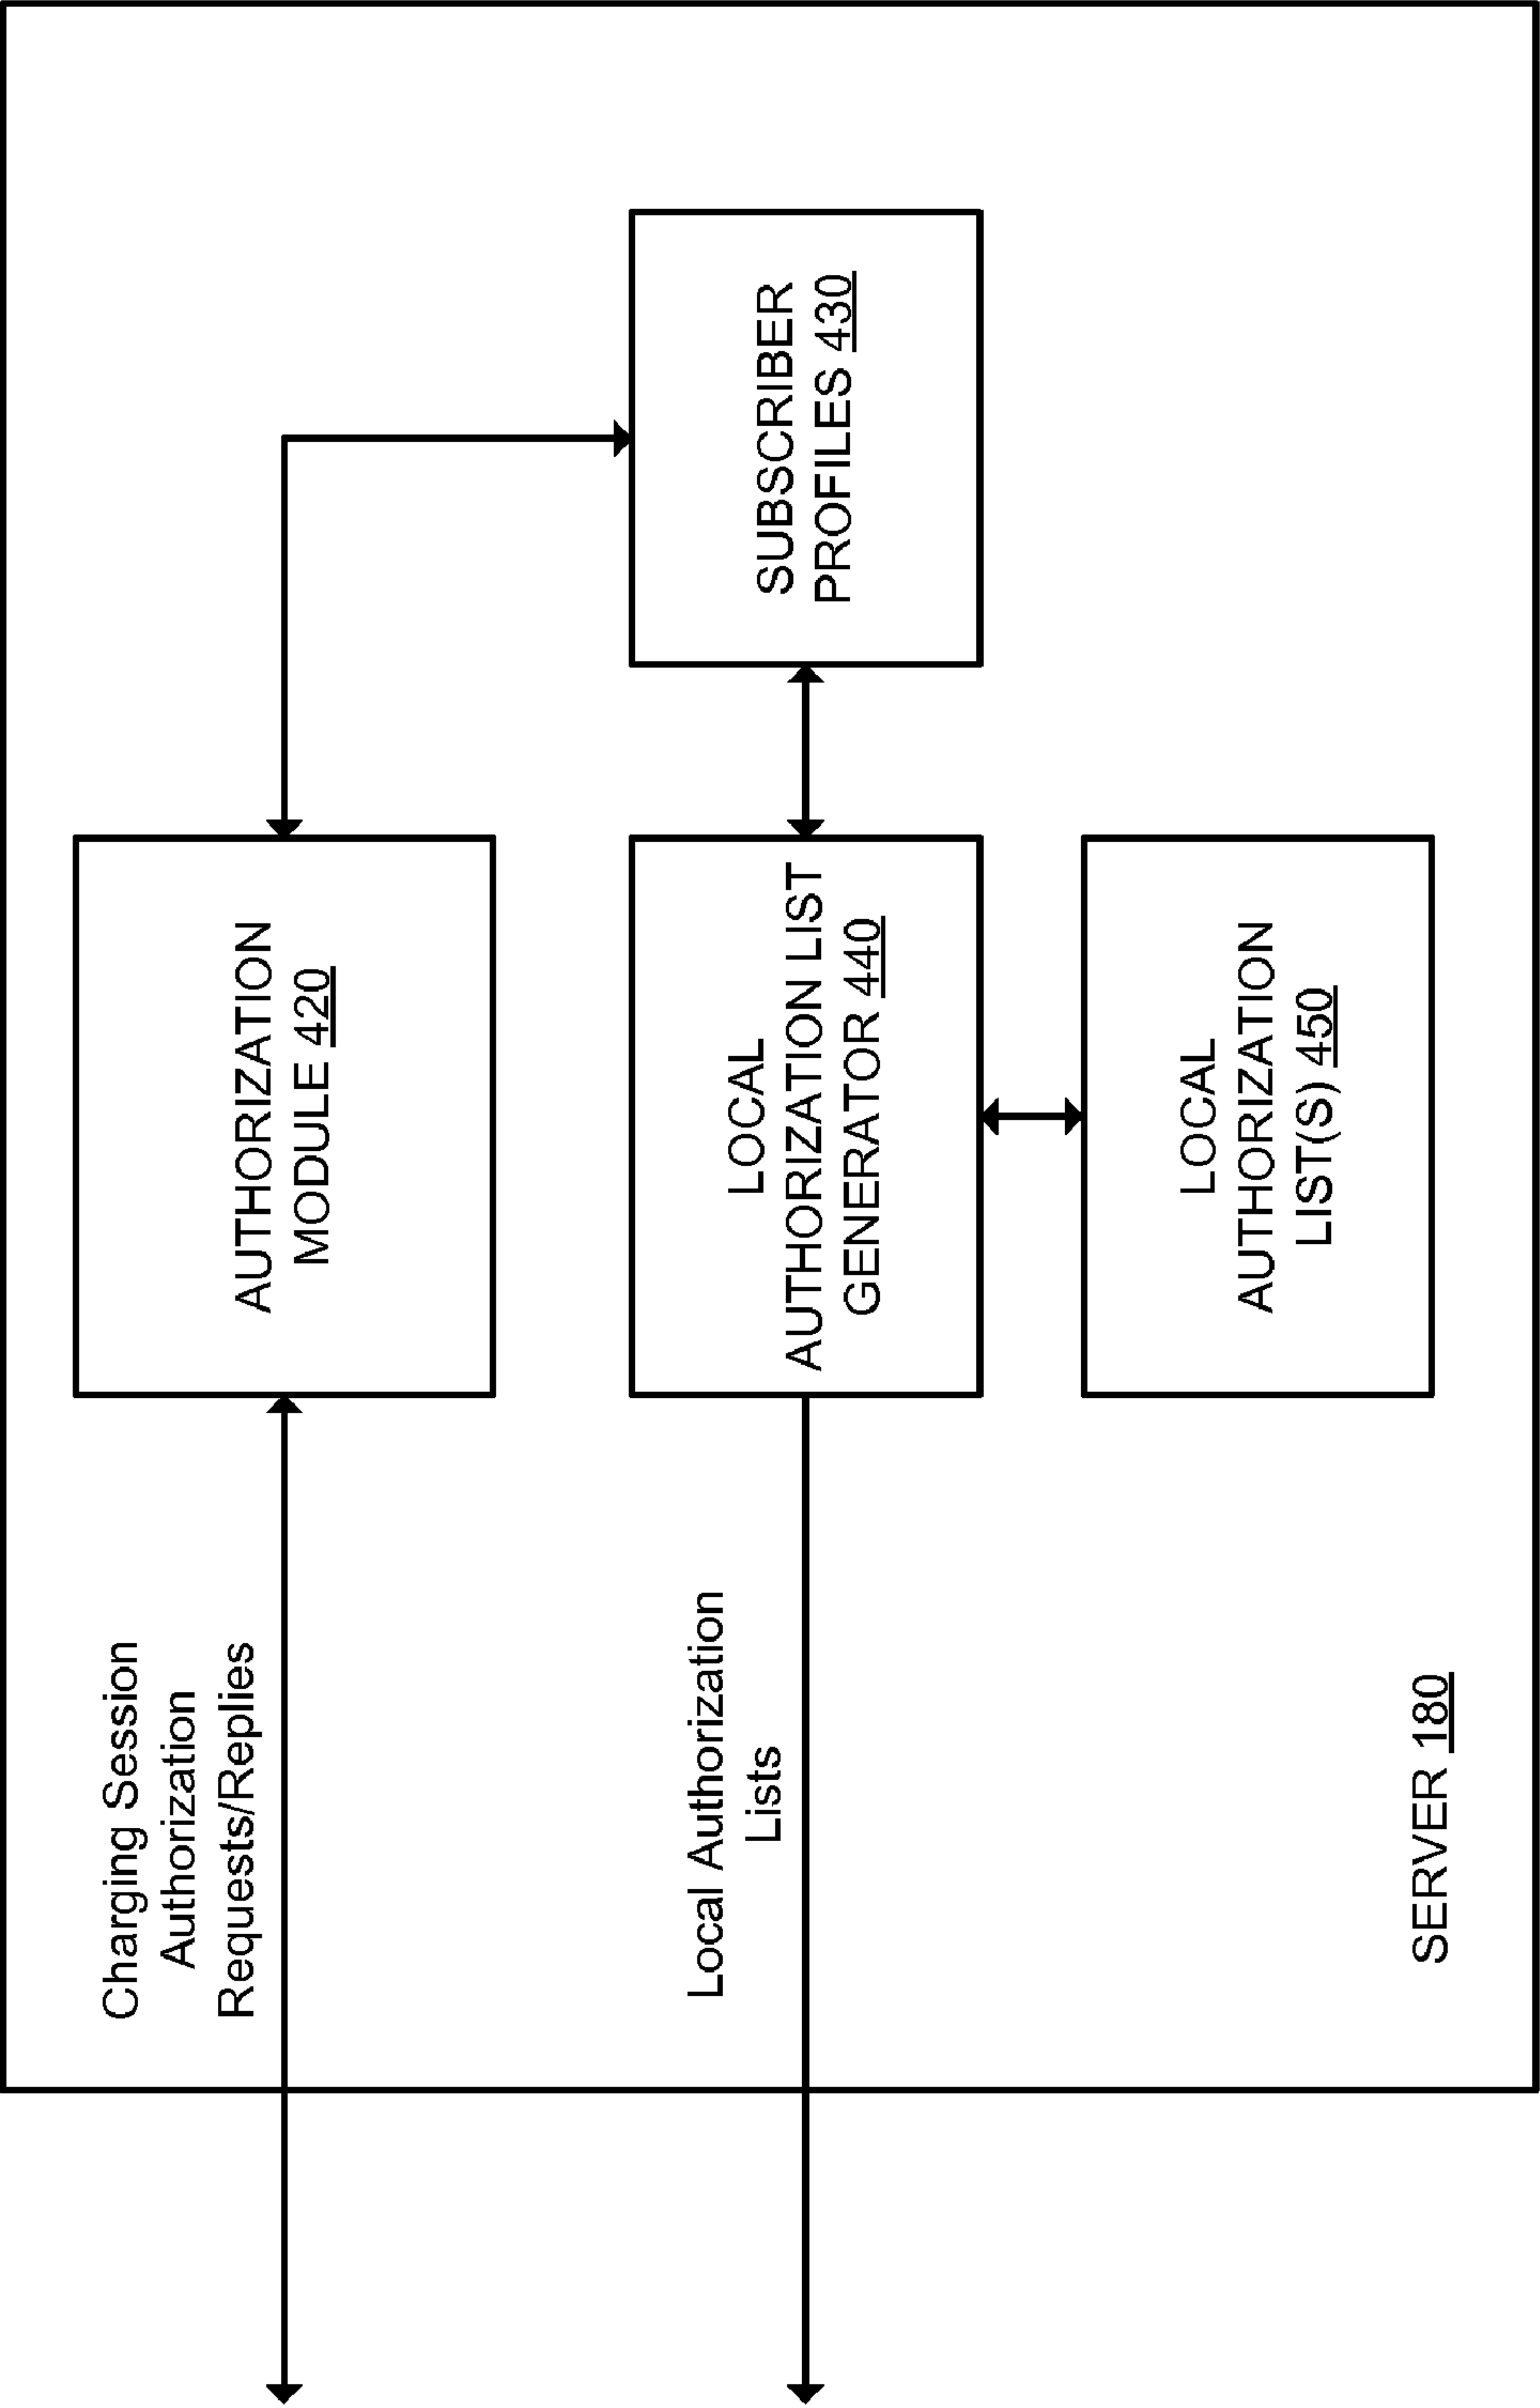 Charging Session
Authorization
Requests/Replies
AUTHORIZATION
MODULE 420
SUBSCRIBER
PROFILES 430
Local Authorization
Lists
LOCAL
AUTHORIZATION LIST
GENERATOR 440
LOCAL
AUTHORIZATION
LIST(S) 450
SERVER 180